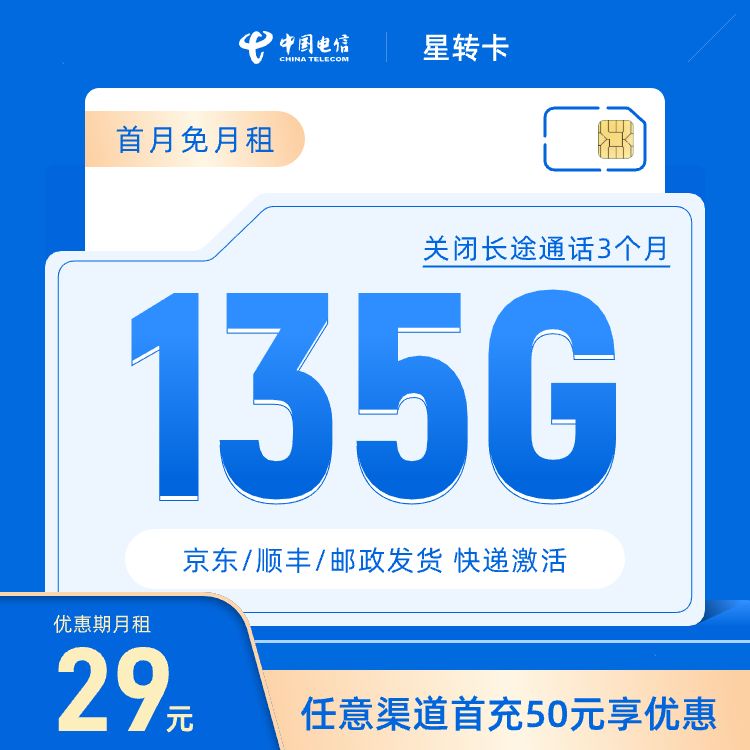 中国电信
CHINA TELECOM
星转卡
首月免月租
关闭长途通话3个月
135G
京东/顺丰/邮政发货 快递激活
优惠期月租
29元
任意渠道首充50元享优惠